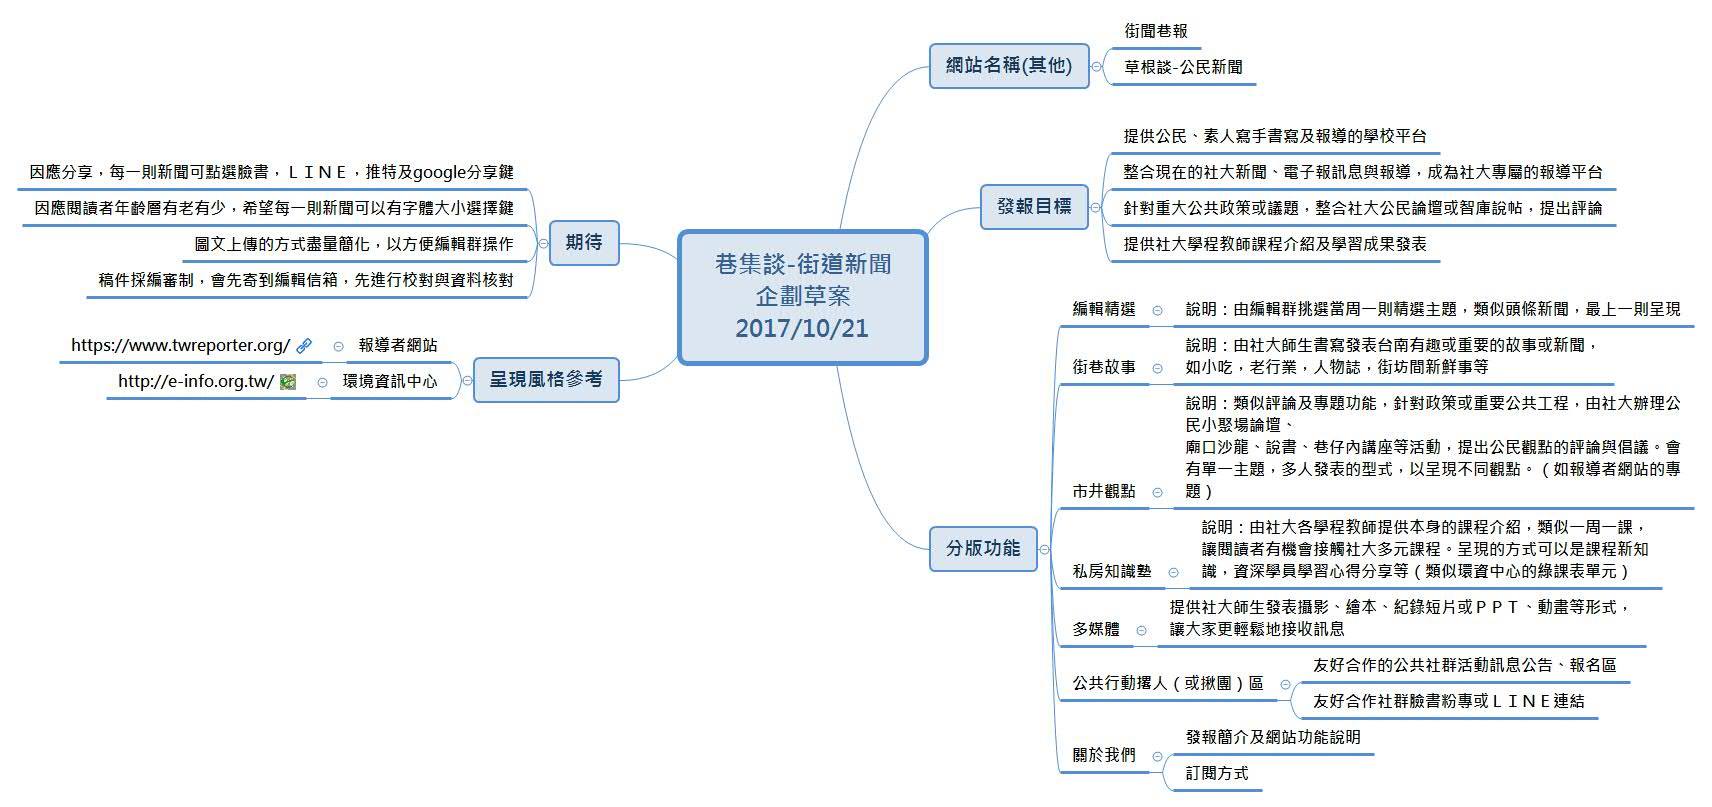 巷集談-街道新聞
企劃草案
2017/10/21
網站名稱(其他)
街聞巷報
草根談-公民新聞
發報目標
提供公民、素人寫手書寫及報導的學校平台
整合現在的社大新聞、電子報訊息與報導，成為社大專屬的報導平台
針對重大公共政策或議題，整合社大公民論壇或智庫說帖，提出評論
提供社大學程教師課程介紹及學習成果發表
分版功能
編輯精選
說明：由編輯群挑選當周一則精選主題，類似頭條新聞，最上一則呈現
街巷故事
說明：由社大師生書寫發表台南有趣或重要的故事或新聞，
如小吃，老行業，人物誌，街坊間新鮮事等
市井觀點
說明：類似評論及專題功能，針對政策或重要公共工程，由社大辦理公
民小聚場論壇、
廟口沙龍、說書、巷仔內講座等活動，提出公民觀點的評論與倡議。會
有單一主題，多人發表的型式，以呈現不同觀點。（如報導者網站的專
題）
私房知識塾
說明：由社大各學程教師提供本身的課程介紹，類似一周一課，
讓閱讀者有機會接觸社大多元課程。呈現的方式可以是課程新知
識，資深學員學習心得分享等（類似環資中心的綠課表單元）
多媒體
提供社大師生發表攝影、繪本、紀錄短片或ＰＰＴ、動畫等形式，
讓大家更輕鬆地接收訊息
公共行動撂人（或揪團）區
友好合作的公共社群活動訊息公告、報名區
友好合作社群臉書粉專或ＬＩＮＥ連結
關於我們
發報簡介及網站功能說明
訂閱方式
期待
因應分享，每一則新聞可點選臉書，ＬＩＮＥ，推特及google分享鍵
因應閱讀者年齡層有老有少，希望每一則新聞可以有字體大小選擇鍵
圖文上傳的方式盡量簡化，以方便編輯群操作
稿件採編審制，會先寄到編輯信箱，先進行校對與資料核對
呈現風格參考
報導者網站
https://www.twreporter.org/
環境資訊中心
http://e-info.org.tw/